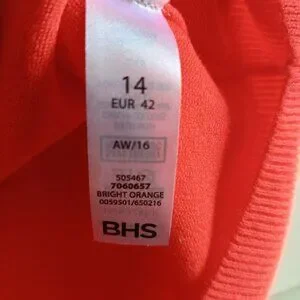 14
EUR 42
AW/16
505467
7060657
BRIGHT ORANGE
0059501/650216
BHS